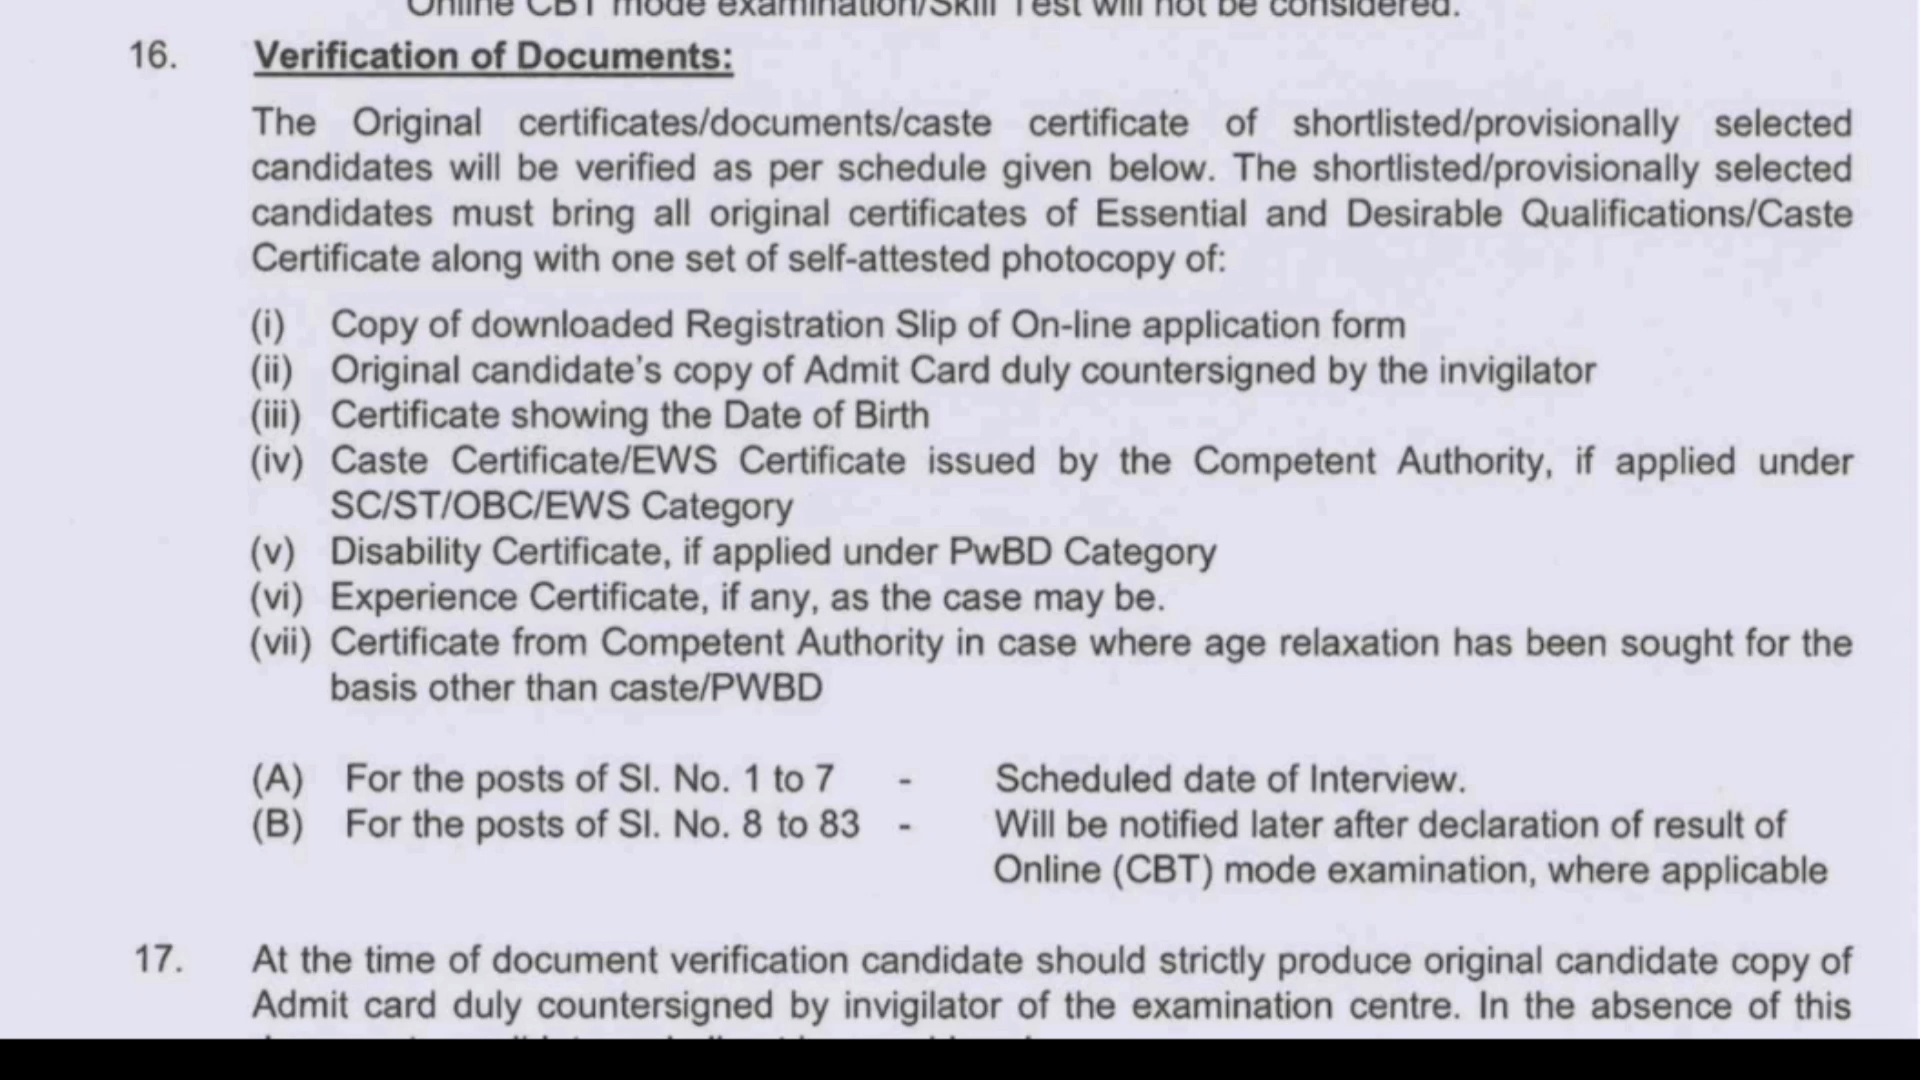 Online CBT mode examination/Skill Test will not be considered.
16. Verification of Documents:
The Original certificates/documents/caste certificate of shortlisted/provisionally selected
candidates will be verified as per schedule given below. The shortlisted/provisionally selected
candidates must bring all original certificates of Essential and Desirable Qualifications/Caste
Certificate along with one set of self-attested photocopy of:
(i) Copy of downloaded Registration Slip of On-line application form
(ii) Original candidate's copy of Admit Card duly countersigned by the invigilator
(iii) Certificate showing the Date of Birth
(iv) Caste Certificate/EWS Certificate issued by the Competent Authority, if applied under
SC/ST/OBC/EWS Category
(v) Disability Certificate, if applied under PwBD Category
(vi) Experience Certificate, if any, as the case may be.
(vii) Certificate from Competent Authority in case where age relaxation has been sought for the
basis other than caste/PWBD
(A) For the posts of Sl. No. 1 to 7 - Scheduled date of Interview.
(B) For the posts of Sl. No. 8 to 83 - Will be notified later after declaration of result of
Online (CBT) mode examination, where applicable
17. At the time of document verification candidate should strictly produce original candidate copy of
Admit card duly countersigned by invigilator of the examination centre. In the absence of this